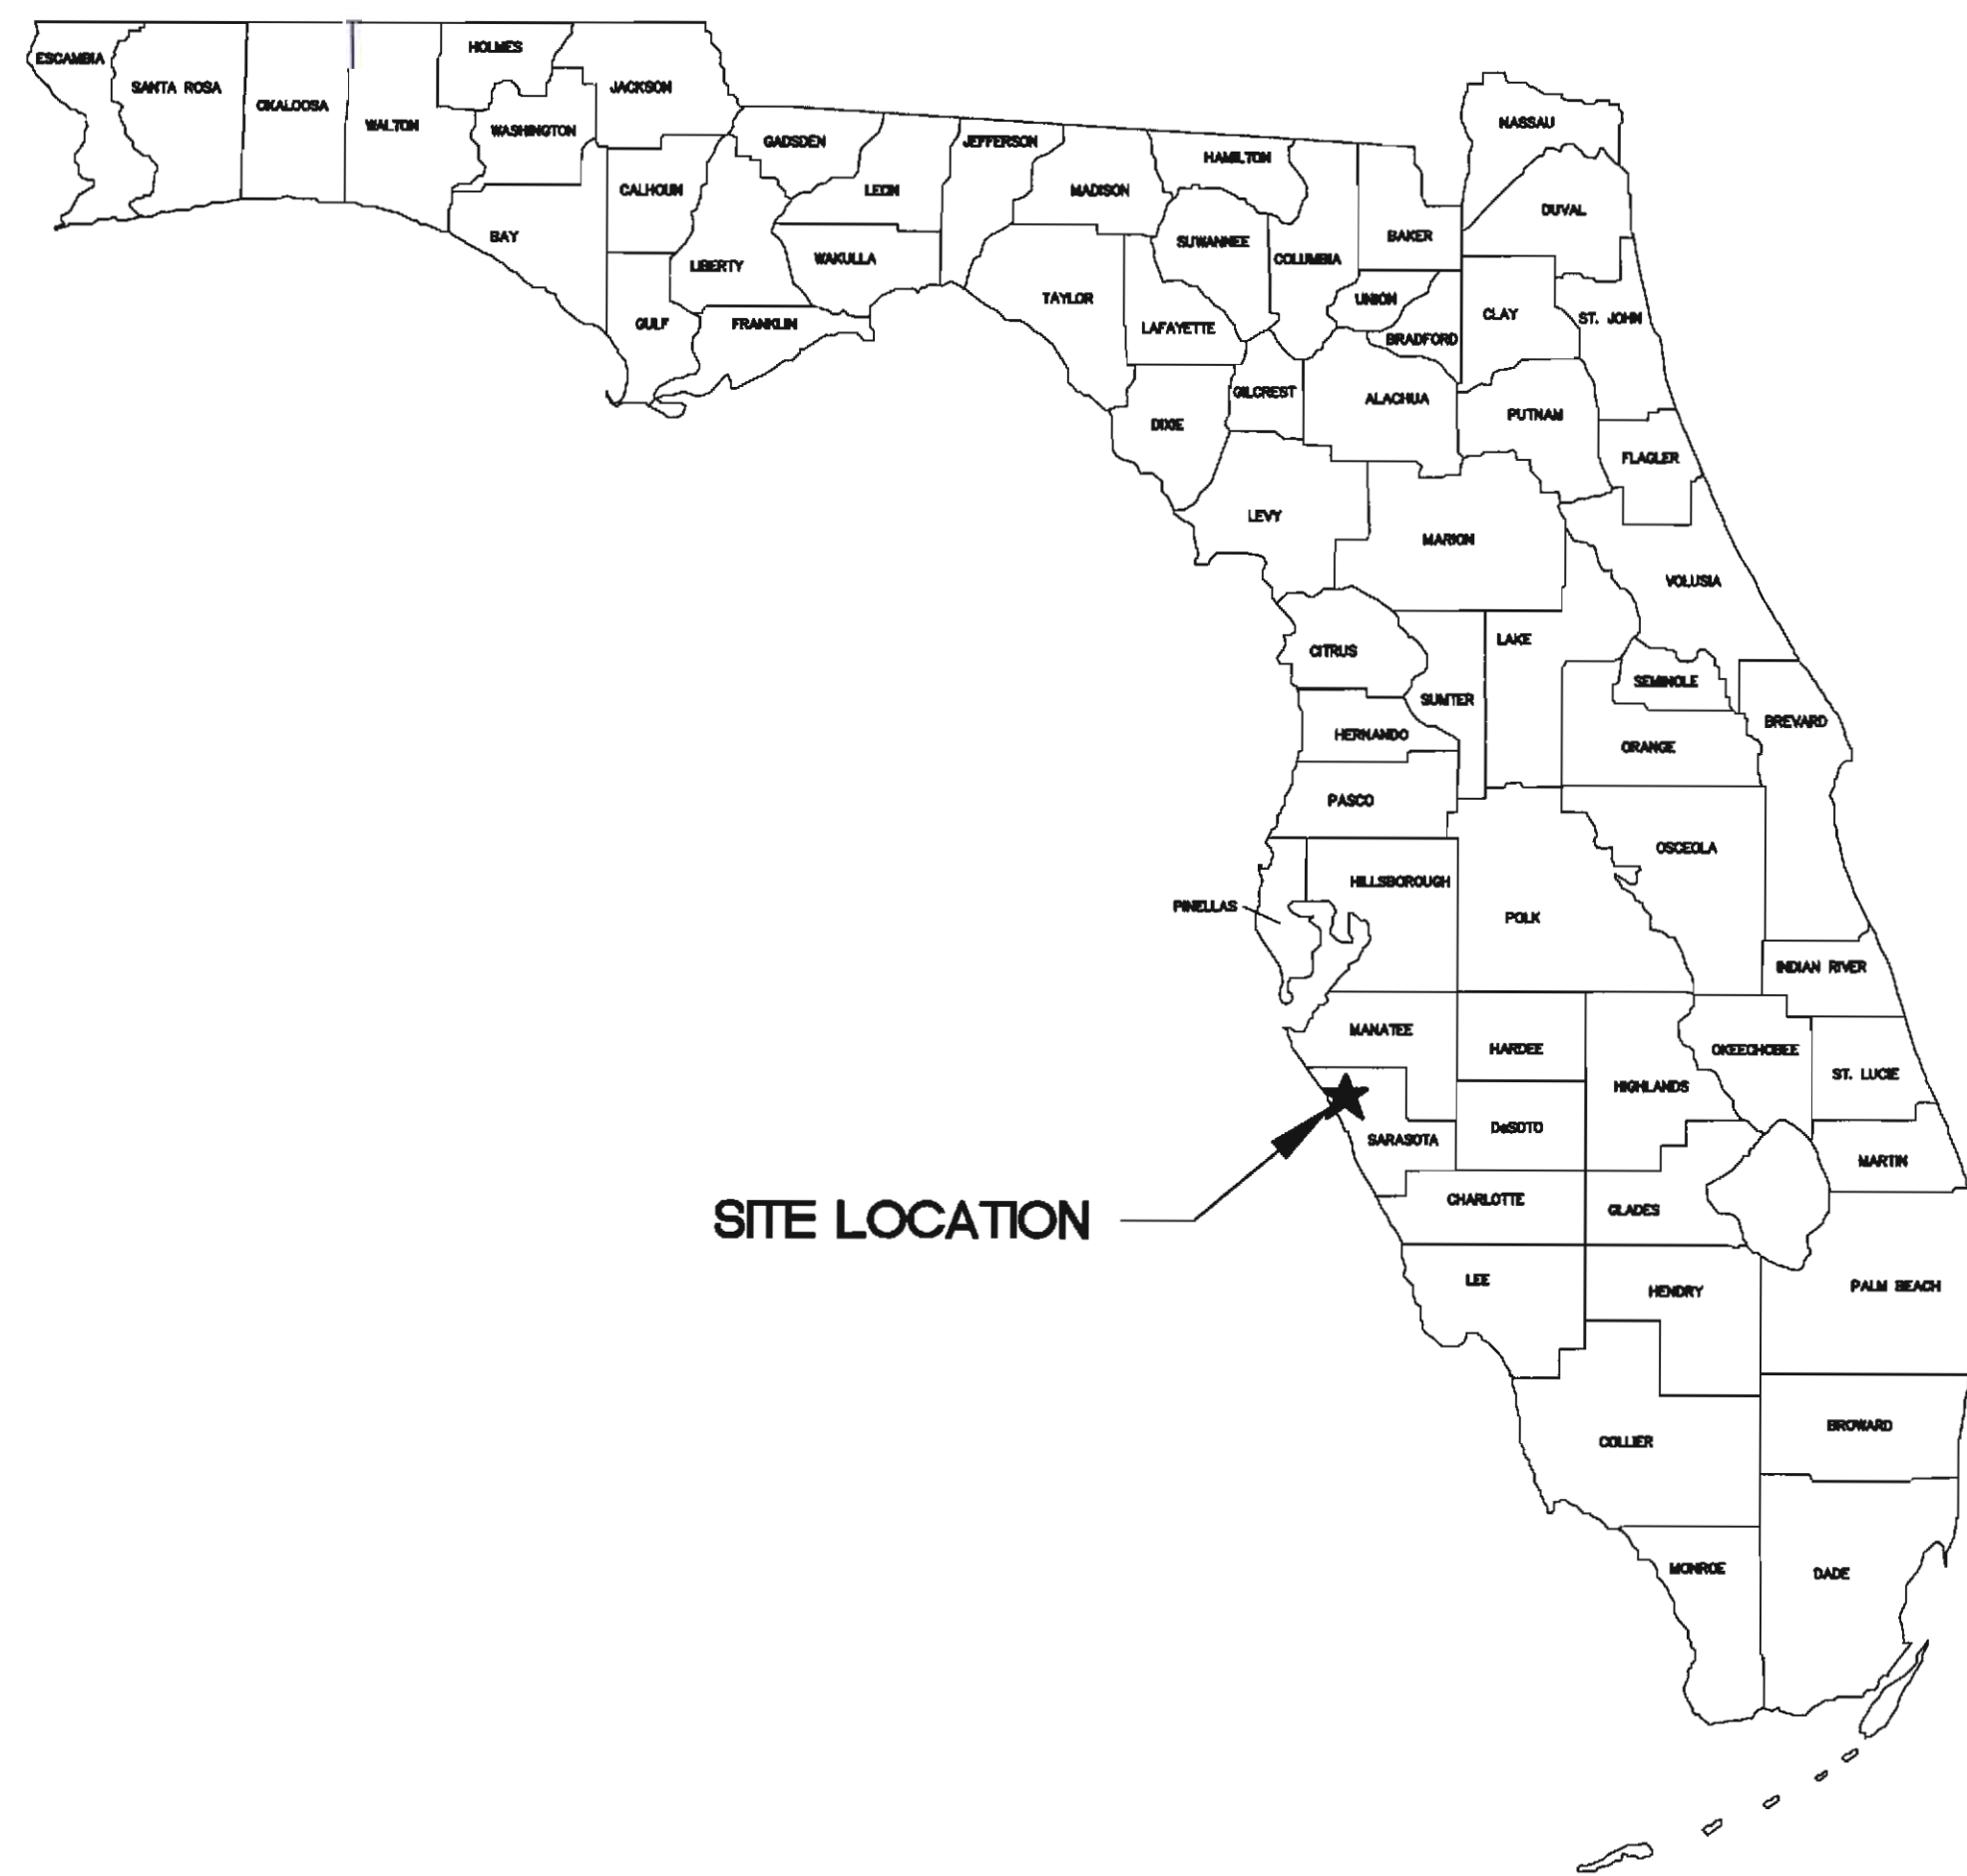 ESCAMBIA
SANTA ROSA
OKALOOSA
WALTON
HOLMES
WASHINGTON
JACKSON
BAY
CALHOUN
GULF
LIBERTY
GADSDEN
LEON
WAKULLA
FRANKLIN
JEFFERSON
MADISON
TAYLOR
HAMILTON
SUWANNEE
LAFAYETTE
DIXIE
COLUMBIA
BAKER
NASSAU
DUVAL
UNION
BRADFORD
CLAY
ST. JOHN
GILCREST
ALACHUA
PUTNAM
FLAGLER
LEVY
MARION
VOLUSIA
CITRUS
SUMTER
LAKE
SEMINOLE
HERNANDO
ORANGE
BREVARD
PASCO
OSCEOLA
HILLSBOROUGH
PINELLAS
POLK
INDIAN RIVER
MANATEE
HARDEE
HIGHLANDS
OKEECHOBEE
ST. LUCIE
SARASOTA
DeSOTO
MARTIN
CHARLOTTE
GLADES
SITE LOCATION
LEE
HENDRY
PALM BEACH
COLLIER
BROWARD
MONROE
DADE